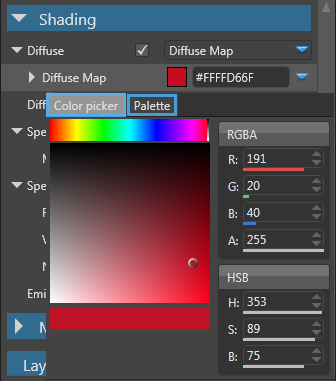 Shading
Diffuse Diffuse Map
Diffuse Map #FFFFD66F
Diff Color picker Palette
RGBA
Spe R: 191
M G: 20
Spe B: 40
F A: 255
V HSB
N H: 353
Emi S: 89
M B: 75
Lay